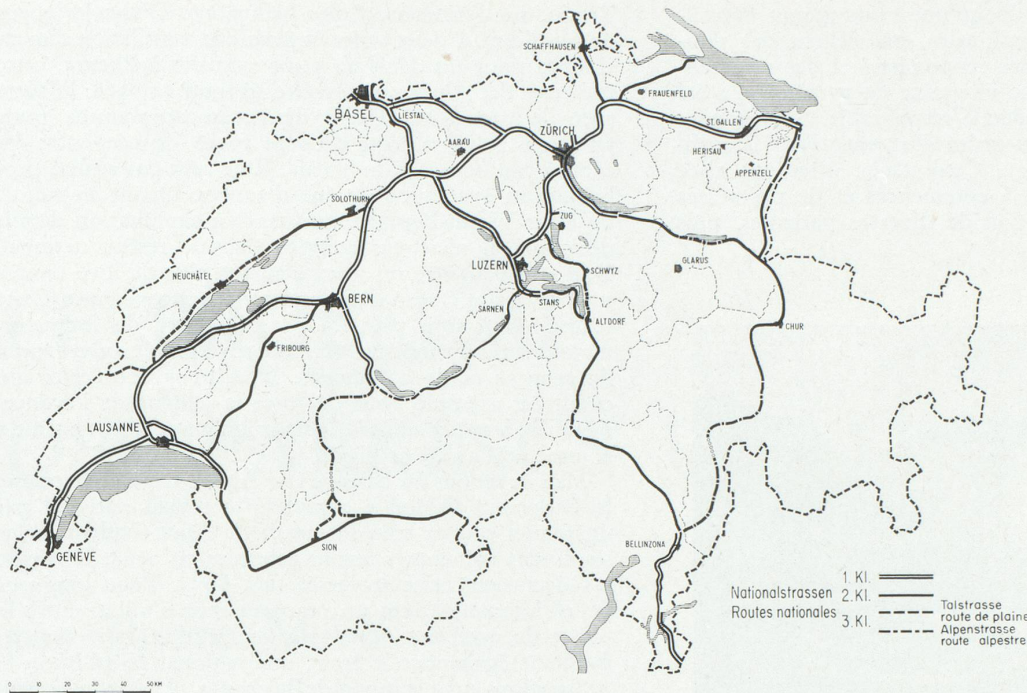 SCHAFFHAUSEN
FRAUENFELD
BASEL
LIESTAL
ZÜRICH
ST. GALLEN
AARAU
HERISAU
APPENZELL
SOLOTHURN
ZUG
LUZERN
SCHWYZ
GLARUS
NEUCHÂTEL
BERN
SARNEN
STANS
ALTDORF
CHUR
FRIBOURG
LAUSANNE
SION
BELLINZONA
GENÈVE
Nationalstrassen
Routes nationales
1. Kl.
2. Kl.
3. Kl.
Talstrasse
route de plaine
Alpenstrasse
route alpestre
0 10 20 30 40 50 KM